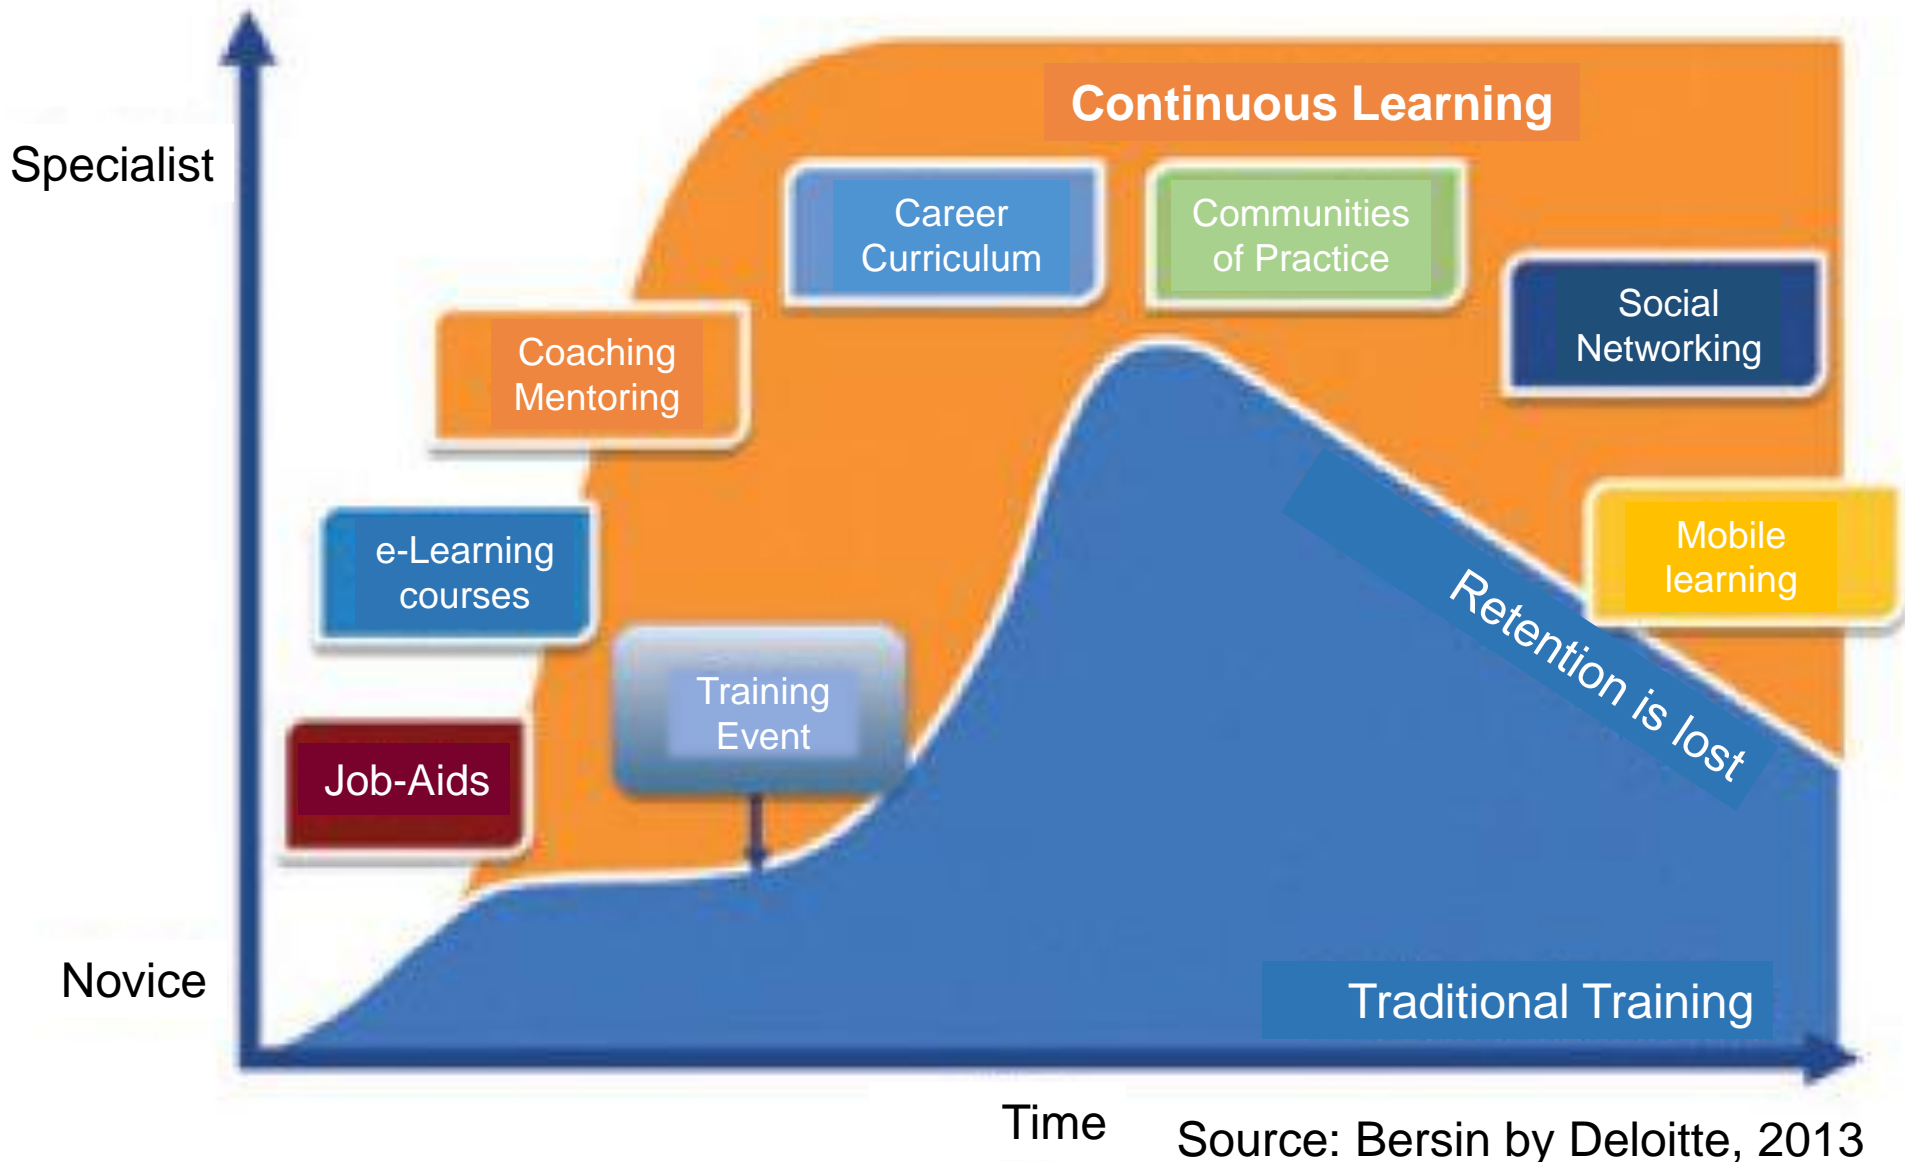 Continuous Learning
Specialist
Career
Curriculum
Communities
of Practice
Social
Networking
Coaching
Mentoring
e-Learning
courses
Mobile
learning
Training
Event
Retention is lost
Job-Aids
Novice
Traditional Training
Time
Source: Bersin by Deloitte, 2013